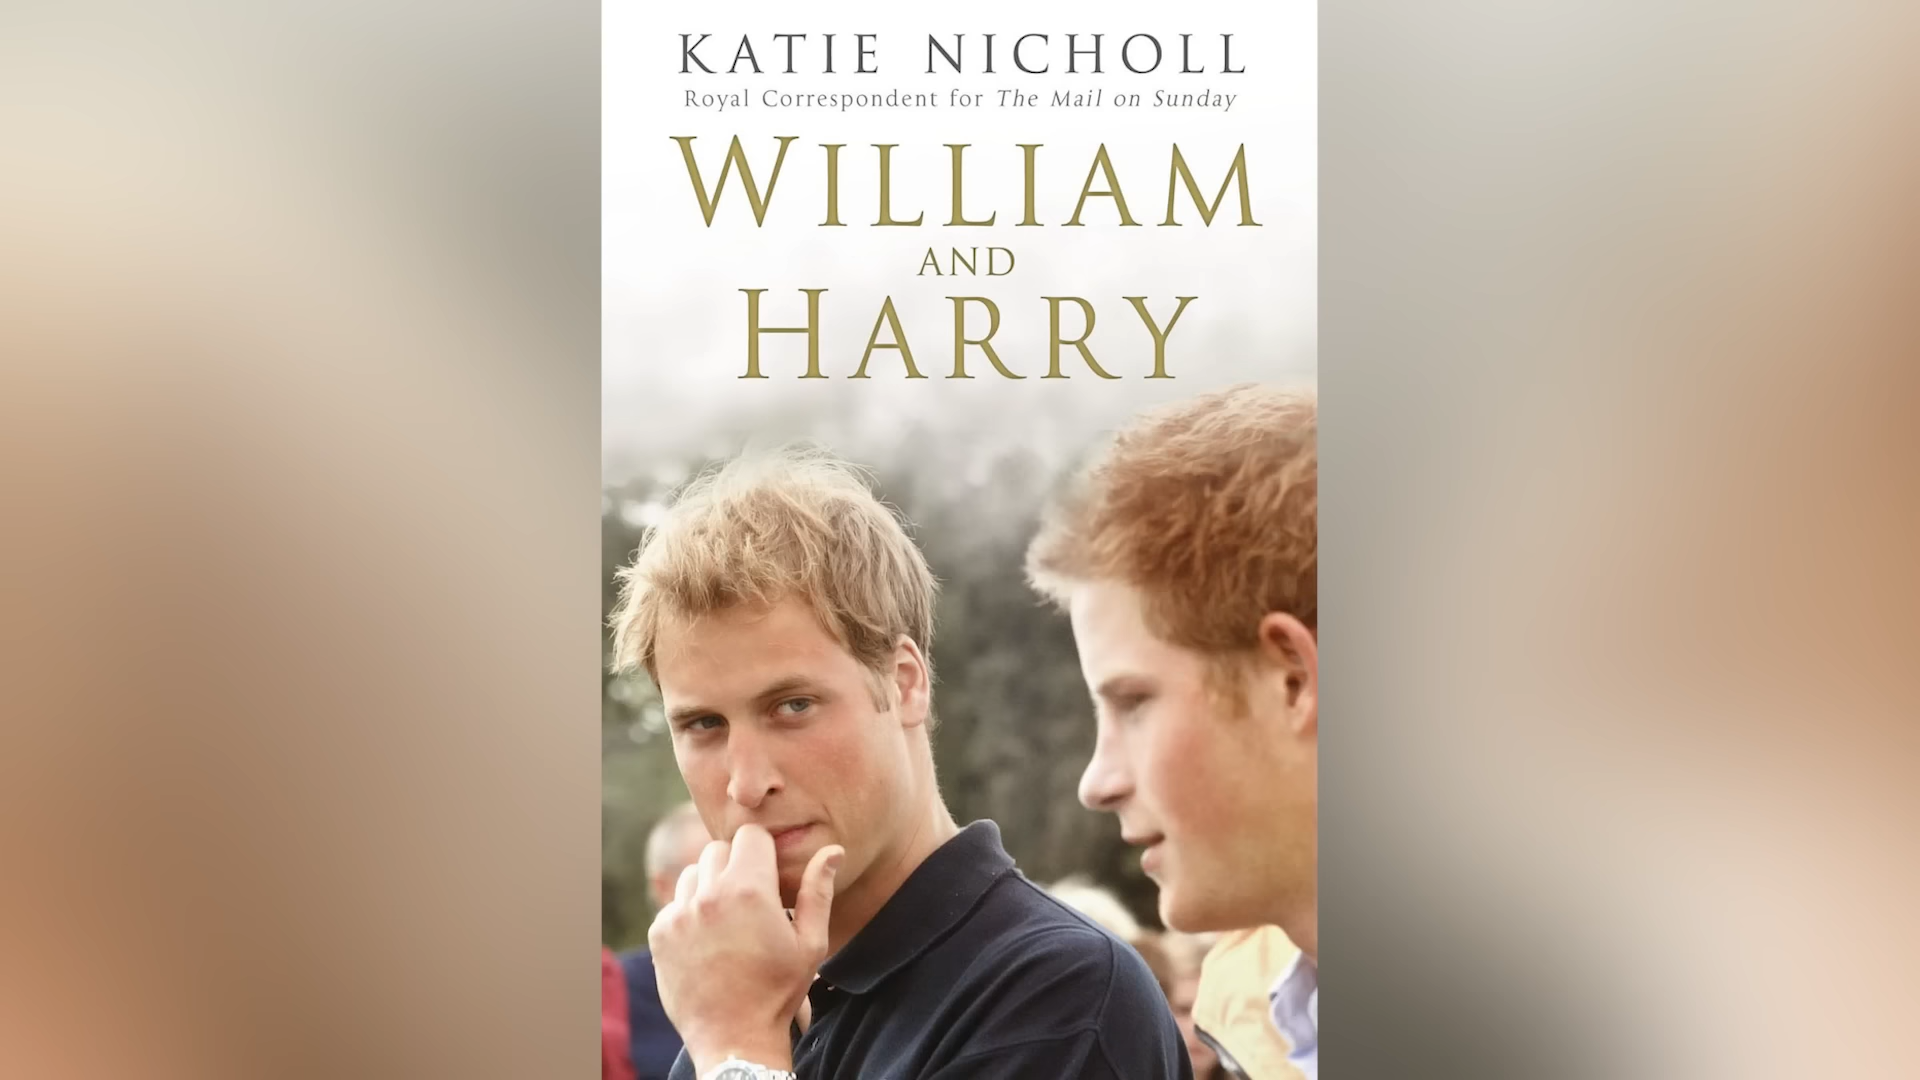 KATIE NICHOLL
Royal Correspondent for The Mail on Sunday
WILLIAM
AND
HARRY